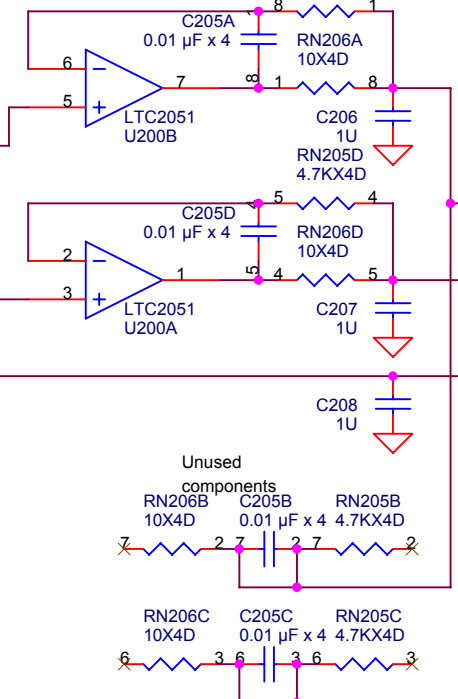 8
1
C205A
0.01 µF x 4
RN206A
10X4D
6
7
8
1
8
5
LTC2051
U200B
C206
1U
RN205D
4.7KX4D
4
5
4
C205D
0.01 µF x 4
RN206D
10X4D
2
1
5
4
5
3
LTC2051
U200A
C207
1U
C208
1U
Unused
components
RN206B
10X4D
C205B
0.01 µF x 4
RN205B
4.7KX4D
7
2
7
2
7
2
RN206C
10X4D
C205C
0.01 µF x 4
RN205C
4.7KX4D
6
3
6
3
6
3